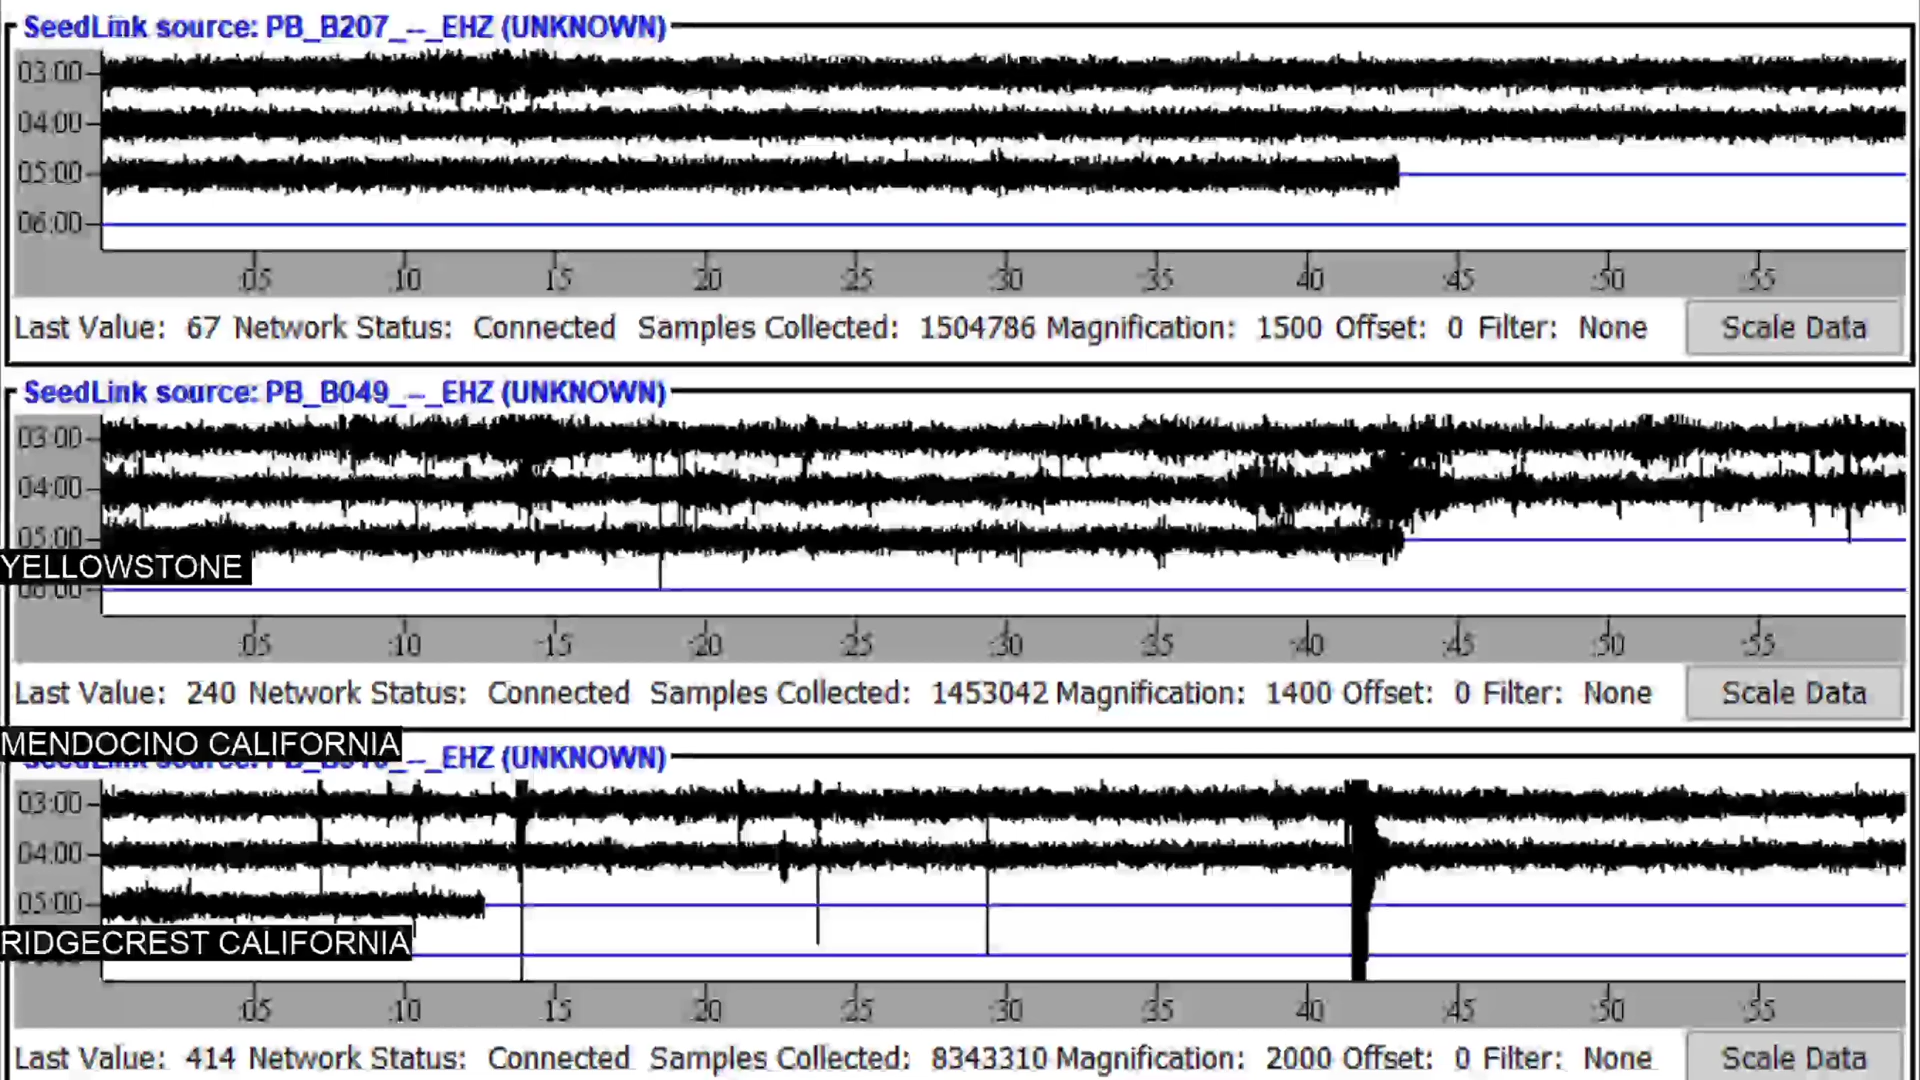 SeedLink source: PB_B207_--_EHZ (UNKNOWN)
03:00
04:00
05:00
06:00
:05 :10 :15 :20 :25 :30 :35 :40 :45 :50 :55
Last Value: 67 Network Status: Connected Samples Collected: 1504786 Magnification: 1500 Offset: 0 Filter: None Scale Data
SeedLink source: PB_B049_--_EHZ (UNKNOWN)
03:00
04:00
05:00
YELLOWSTONE
:05 :10 :15 :20 :25 :30 :35 :40 :45 :50 :55
Last Value: 240 Network Status: Connected Samples Collected: 1453042 Magnification: 1400 Offset: 0 Filter: None Scale Data
MENDOCINO CALIFORNIA
_--_EHZ (UNKNOWN)
03:00
04:00
05:00
RIDGECREST CALIFORNIA
:05 :10 :15 :20 :25 :30 :35 :40 :45 :50 :55
Last Value: 414 Network Status: Connected Samples Collected: 8343310 Magnification: 2000 Offset: 0 Filter: None Scale Data